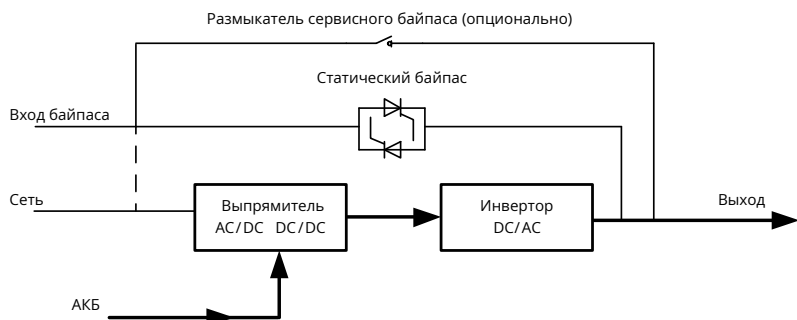 Размыкатель сервисного байпаса (опционально)
Статический байпас
Вход байпаса
Сеть
Выпрямитель
AC/DC DC/DC
Инвертор
DC/AC
Выход
АКБ